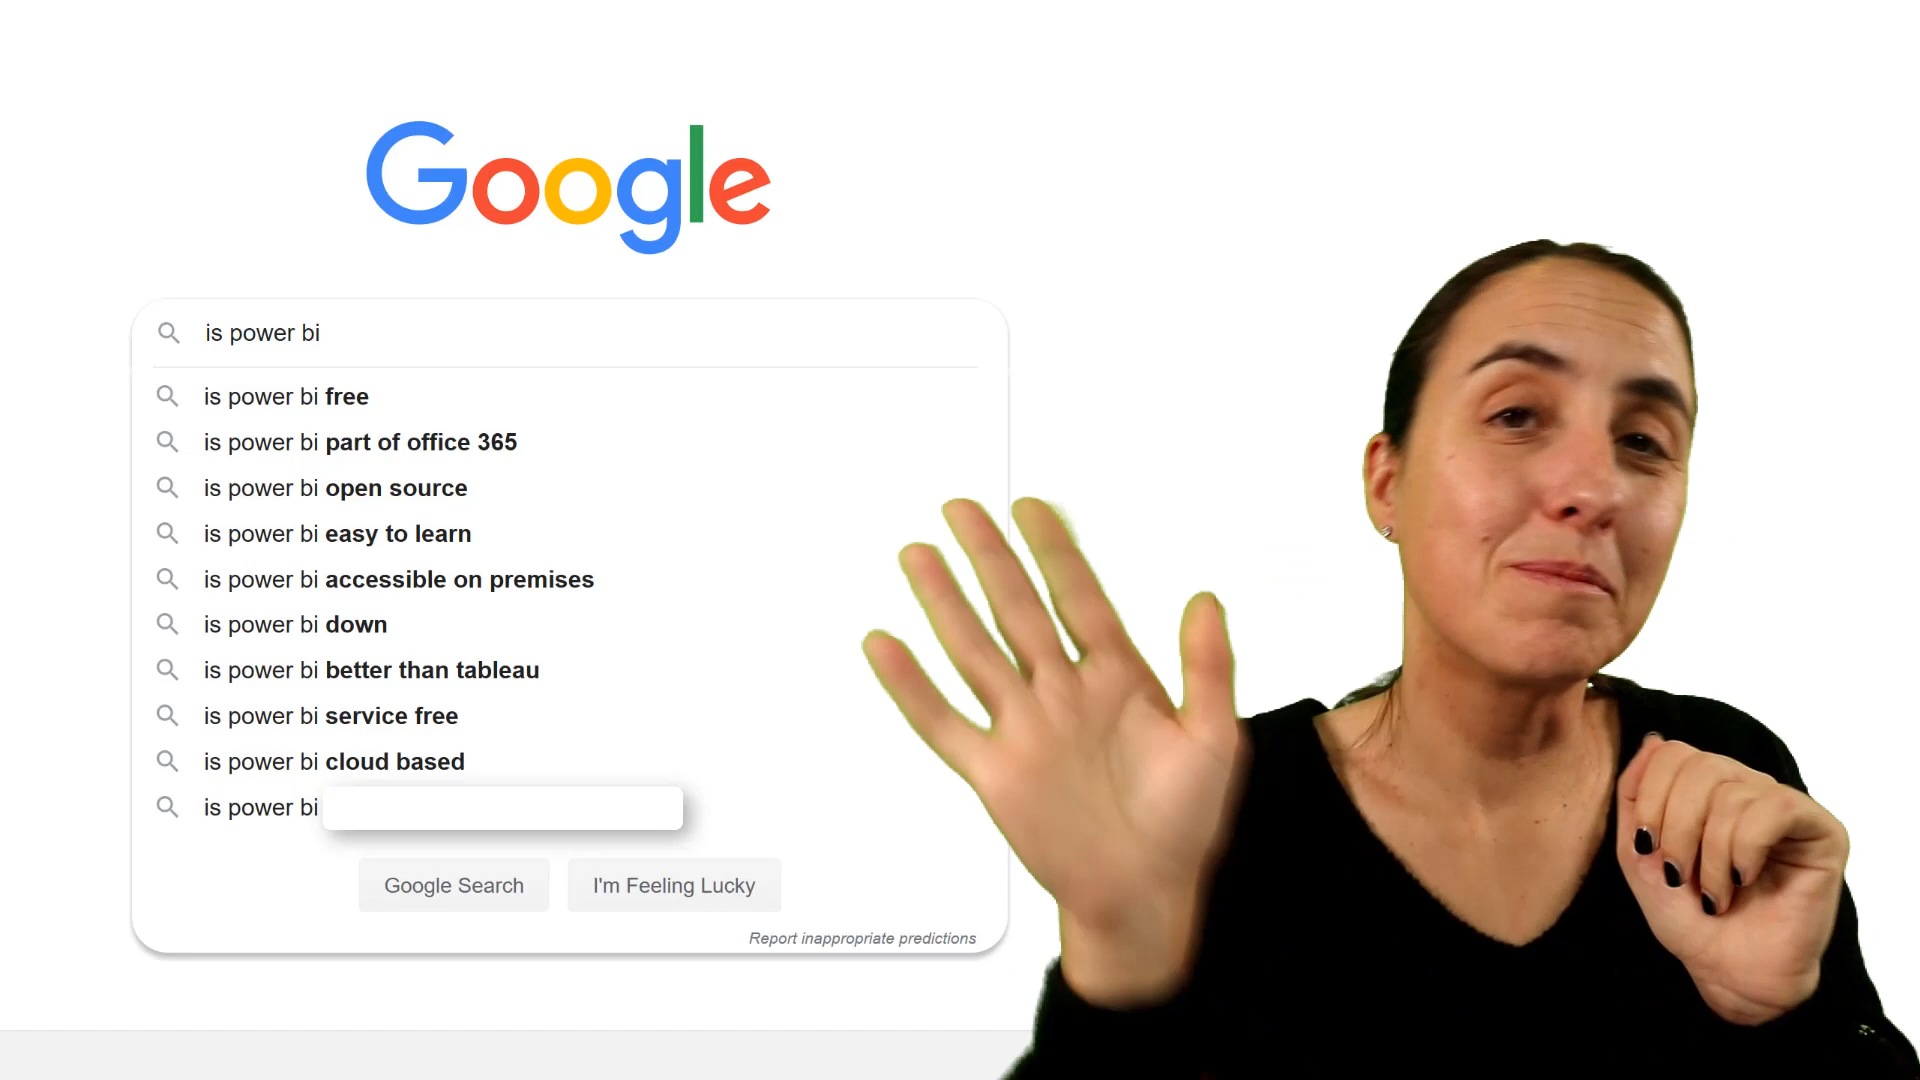 Google
is power bi
is power bi free
is power bi part of office 365
is power bi open source
is power bi easy to learn
is power bi accessible on premises
is power bi down
is power bi better than tableau
is power bi service free
is power bi cloud based
is power bi
Google Search I'm Feeling Lucky
Report inappropriate predictions